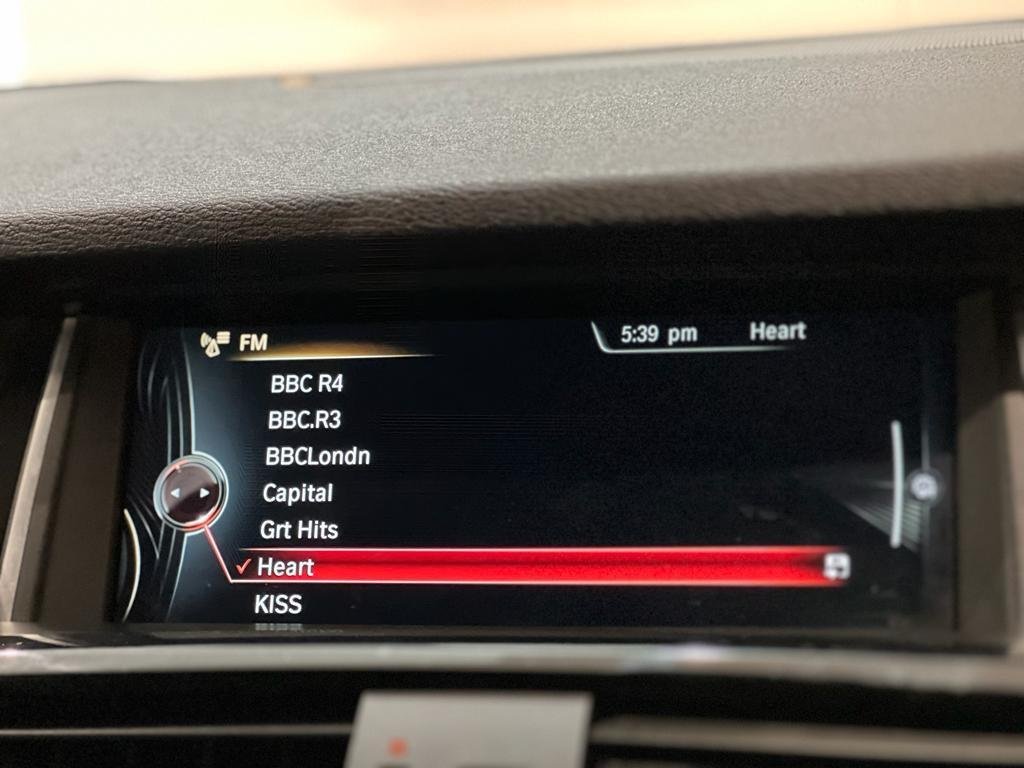 FM
5:39 pm
Heart
BBC R4
BBC.R3
BBCLondn
Capital
Grt Hits
Heart
KISS